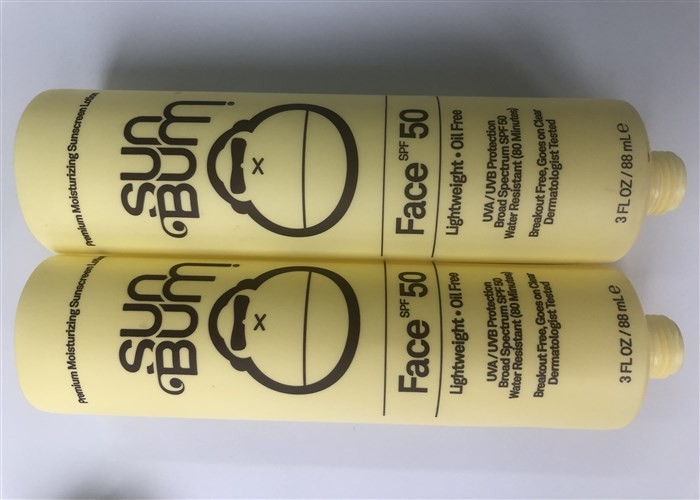 Premium Moisturizing Sunscreen Lotion
SUN
BUM
Face SPF 50
Lightweight • Oil Free
UVA / UVB Protection
Broad Spectrum SPF 50
Water Resistant (80 Minutes)
Breakout Free, Goes on Clear
Dermatologist Tested
3 FL OZ / 88 mL e
Premium Moisturizing Sunscreen
SUN
BUM
Face SPF 50
Lightweight • Oil Free
UVA / UVB Protection
Broad Spectrum SPF 50
Water Resistant (80 Minutes)
Breakout Free, Goes on Clear
Dermatologist Tested
3 FL OZ / 88 mL e